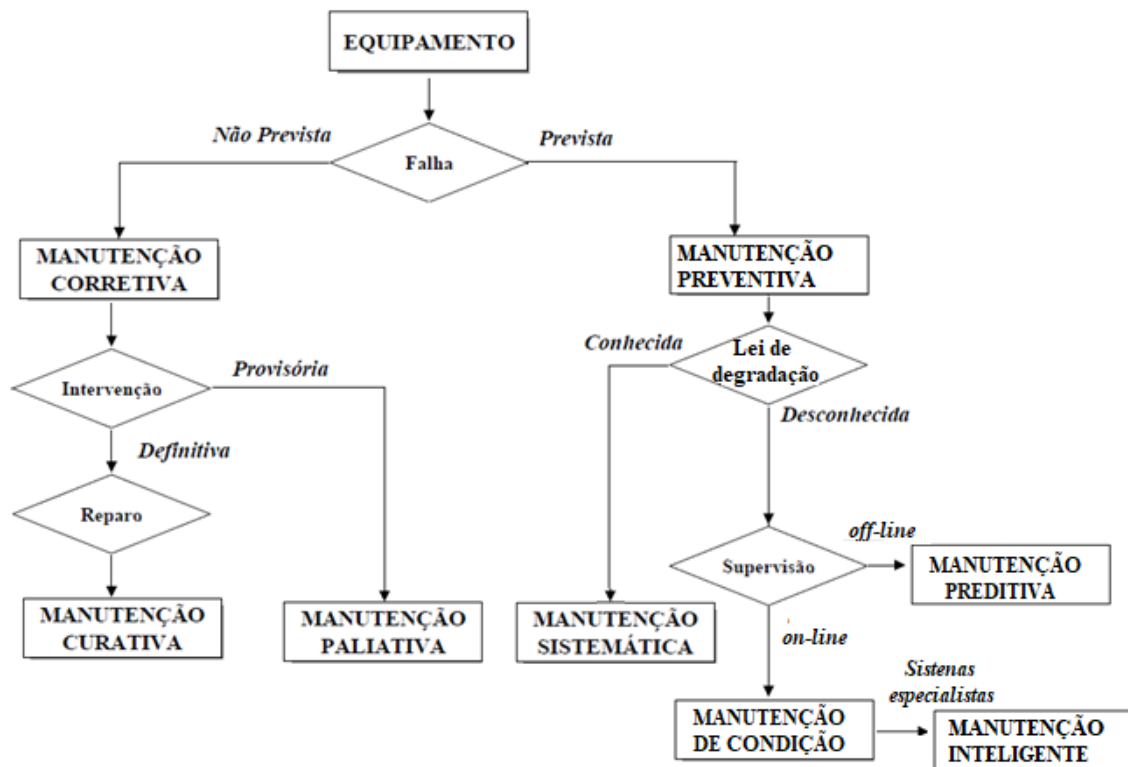 EQUIPAMENTO
Não Prevista
Prevista
Falha
MANUTENÇÃO
CORRETIVA
MANUTENÇÃO
PREVENTIVA
Conhecida
Lei de
degradação
Intervenção
Provisória
Desconhecida
Definitiva
Reparo
off-line
Supervisão
MANUTENÇÃO
PREDITIVA
MANUTENÇÃO
CURATIVA
MANUTENÇÃO
PALIATIVA
MANUTENÇÃO
SISTEMÁTICA
on-line
Sistenas
especialistas
MANUTENÇÃO
DE CONDIÇÃO
MANUTENÇÃO
INTELIGENTE